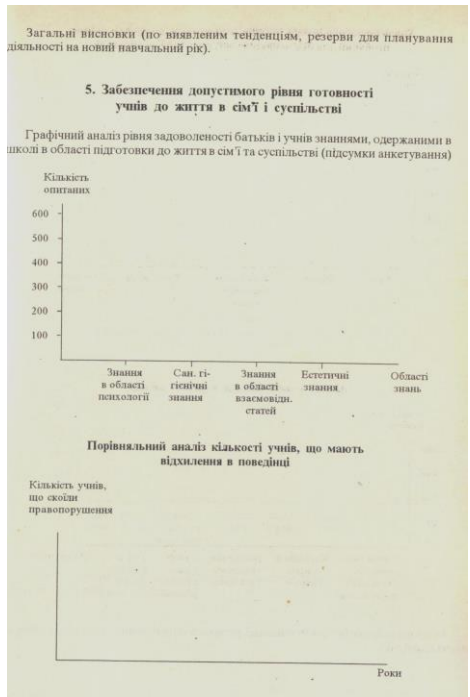 Загальні висновки (по виявленим тенденціям, резерви для планування
діяльності на новий навчальний рік).
5. Забезпечення допустимого рівня готовності
учнів до життя в сім'ї і суспільстві
Графічний аналіз рівня задоволеності батьків і учнів знаннями, одержаними в
школі в області підготовки до життя в сім'ї та суспільстві (підсумки анкетування)
Кількість
опитаних
600
500
400
300
200
100
Знання
в області
психології
Сан. гі-
гієнічні
знання
Знання
в області
взаємовідн.
статей
Естетичні
знання
Області
знань
Порівняльний аналіз кількості учнів, що мають
відхилення в поведінці
Кількість учнів,
що скоїли
правопорушення
Роки